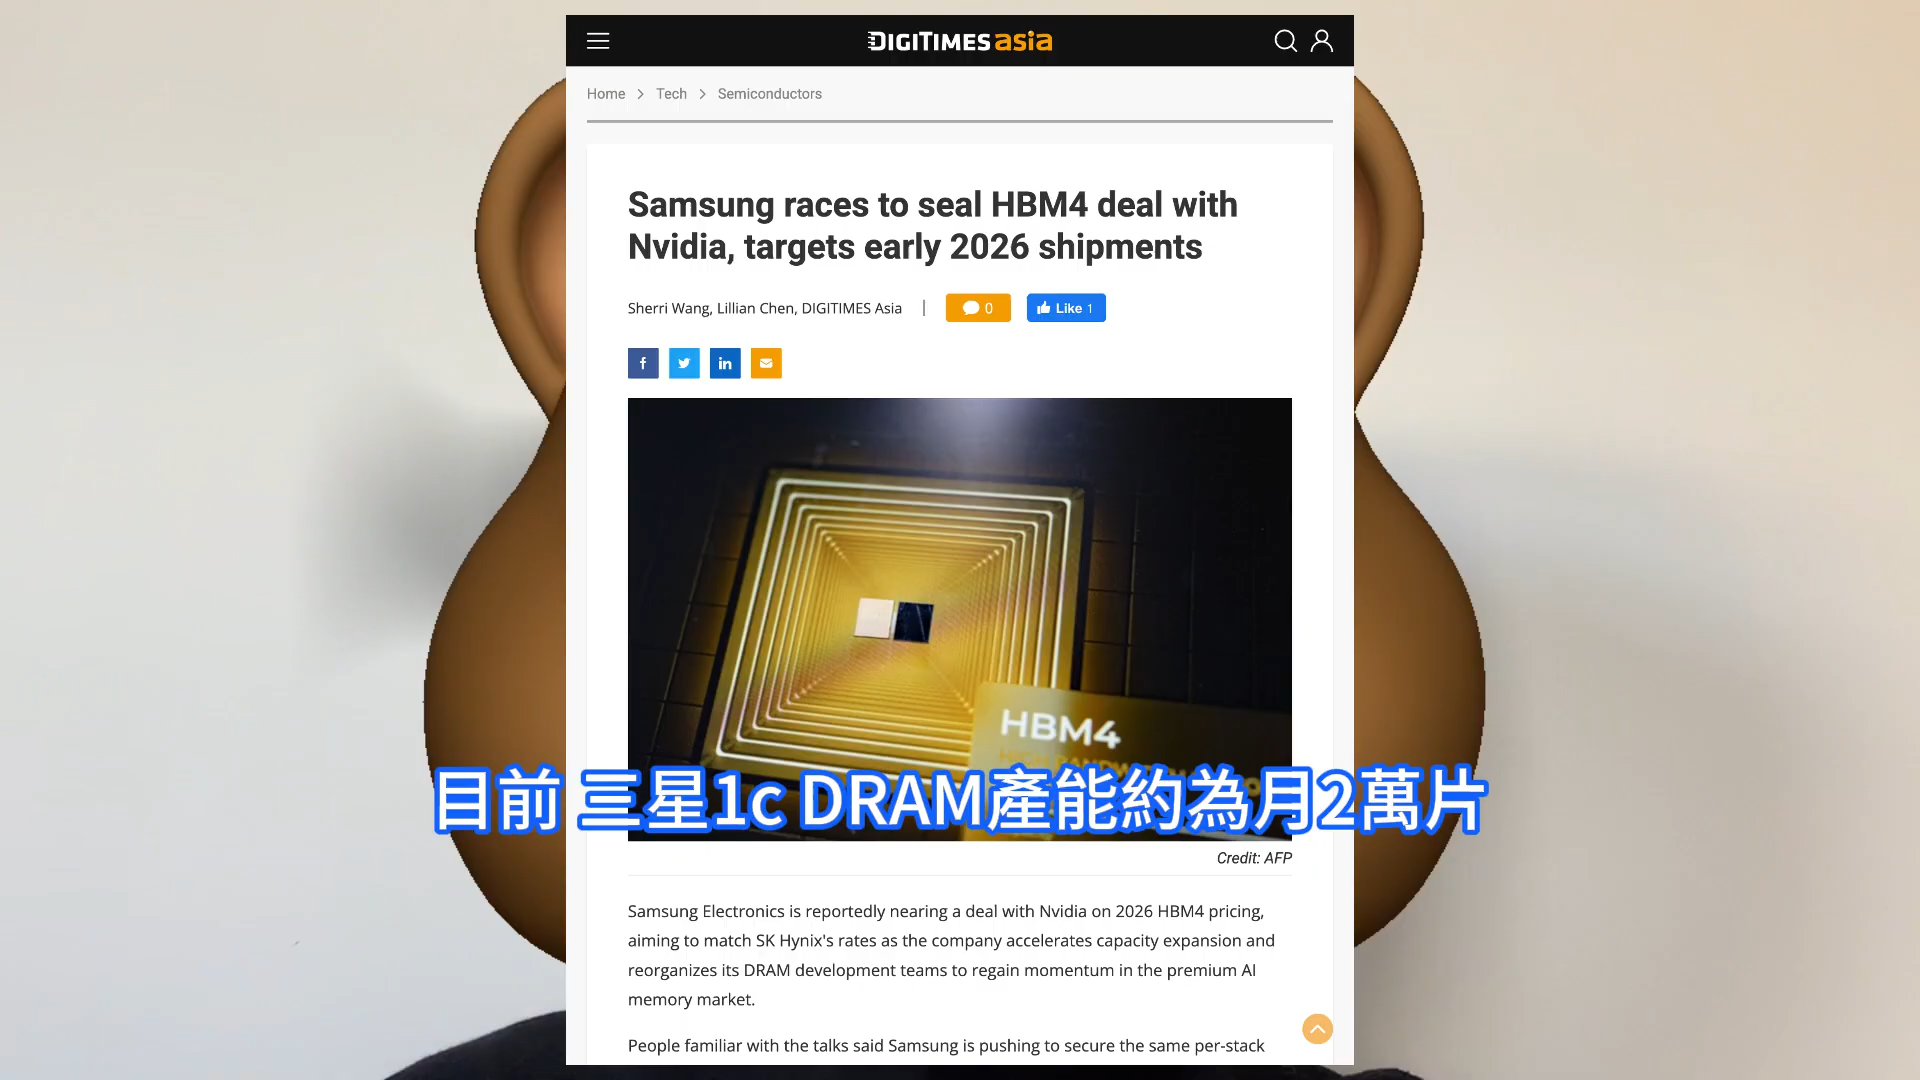 DIGITIMES asia
Home > Tech > Semiconductors
Samsung races to seal HBM4 deal with
Nvidia, targets early 2026 shipments
Sherri Wang, Lillian Chen, DIGITIMES Asia | 0 Like 1
HBM4
目前 三星1c DRAM產能約為月2萬片
Credit: AFP
Samsung Electronics is reportedly nearing a deal with Nvidia on 2026 HBM4 pricing,
aiming to match SK Hynix's rates as the company accelerates capacity expansion and
reorganizes its DRAM development teams to regain momentum in the premium AI
memory market.
People familiar with the talks said Samsung is pushing to secure the same per-stack